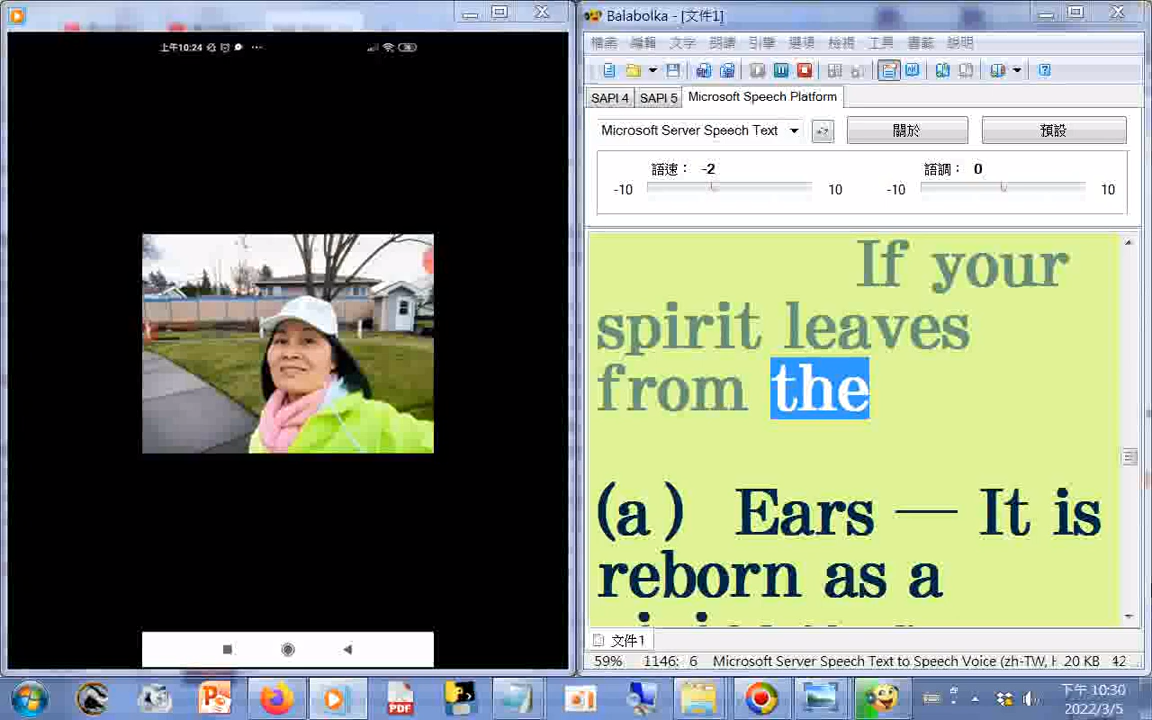 上午10:24
Balabolka - [文件1]
檔案 編輯 文字 朗讀 引擎 選項 檢視 工具 書籤 說明
SAPI 4 SAPI 5 Microsoft Speech Platform
Microsoft Server Speech Text 關於 預設
語速： -2 語調： 0
-10 10 -10 10
If your
spirit leaves
from the
(a) Ears — It is
reborn as a
文件1
59% 1146: 6 Microsoft Server Speech Text to Speech Voice (zh-TW, H 20 KB 42
下午 10:30
2022/3/5